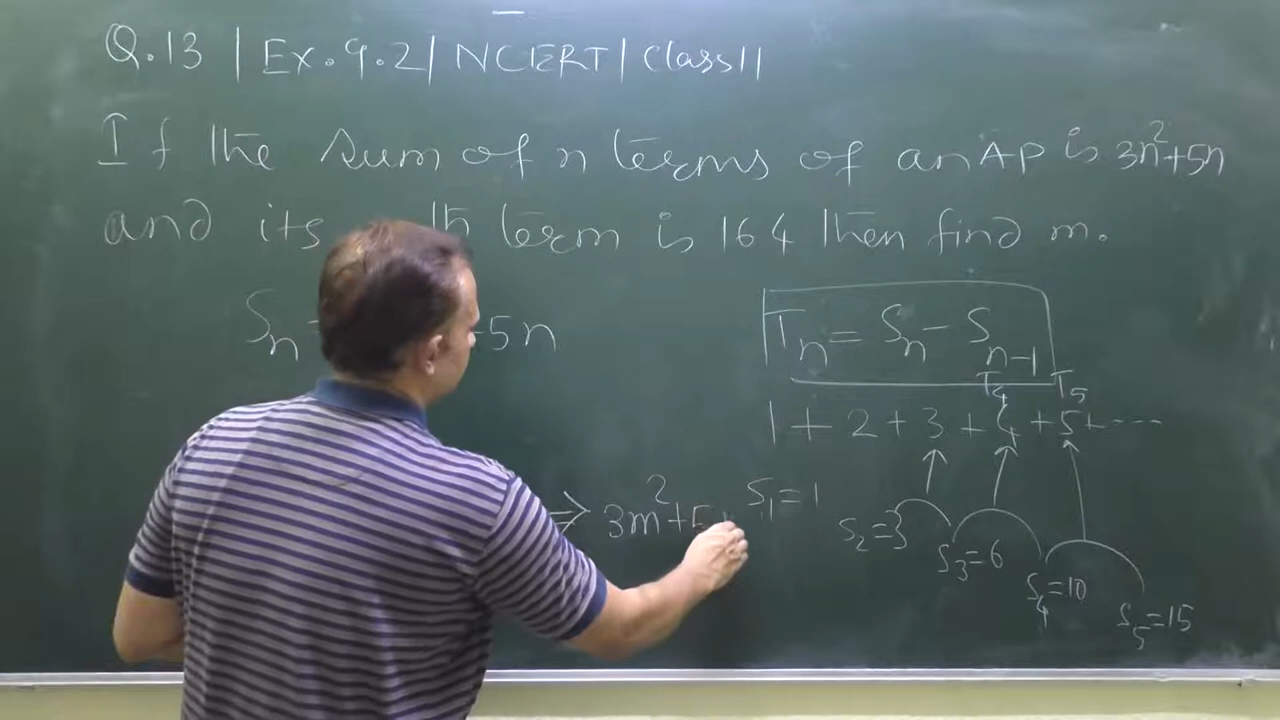 Q.13 | Ex. 9.2 | NCERT | Class 11
If the sum of n terms of an AP is 3n²+5n
and its th term is 164 then find m.
Sn 5n
Tn = Sn - Sn-1
T4 T5
1 + 2 + 3 + 4 + 5 + ----
⇒ 3m²+5
S1=1
S2=3
S3=6
S4=10
S5=15